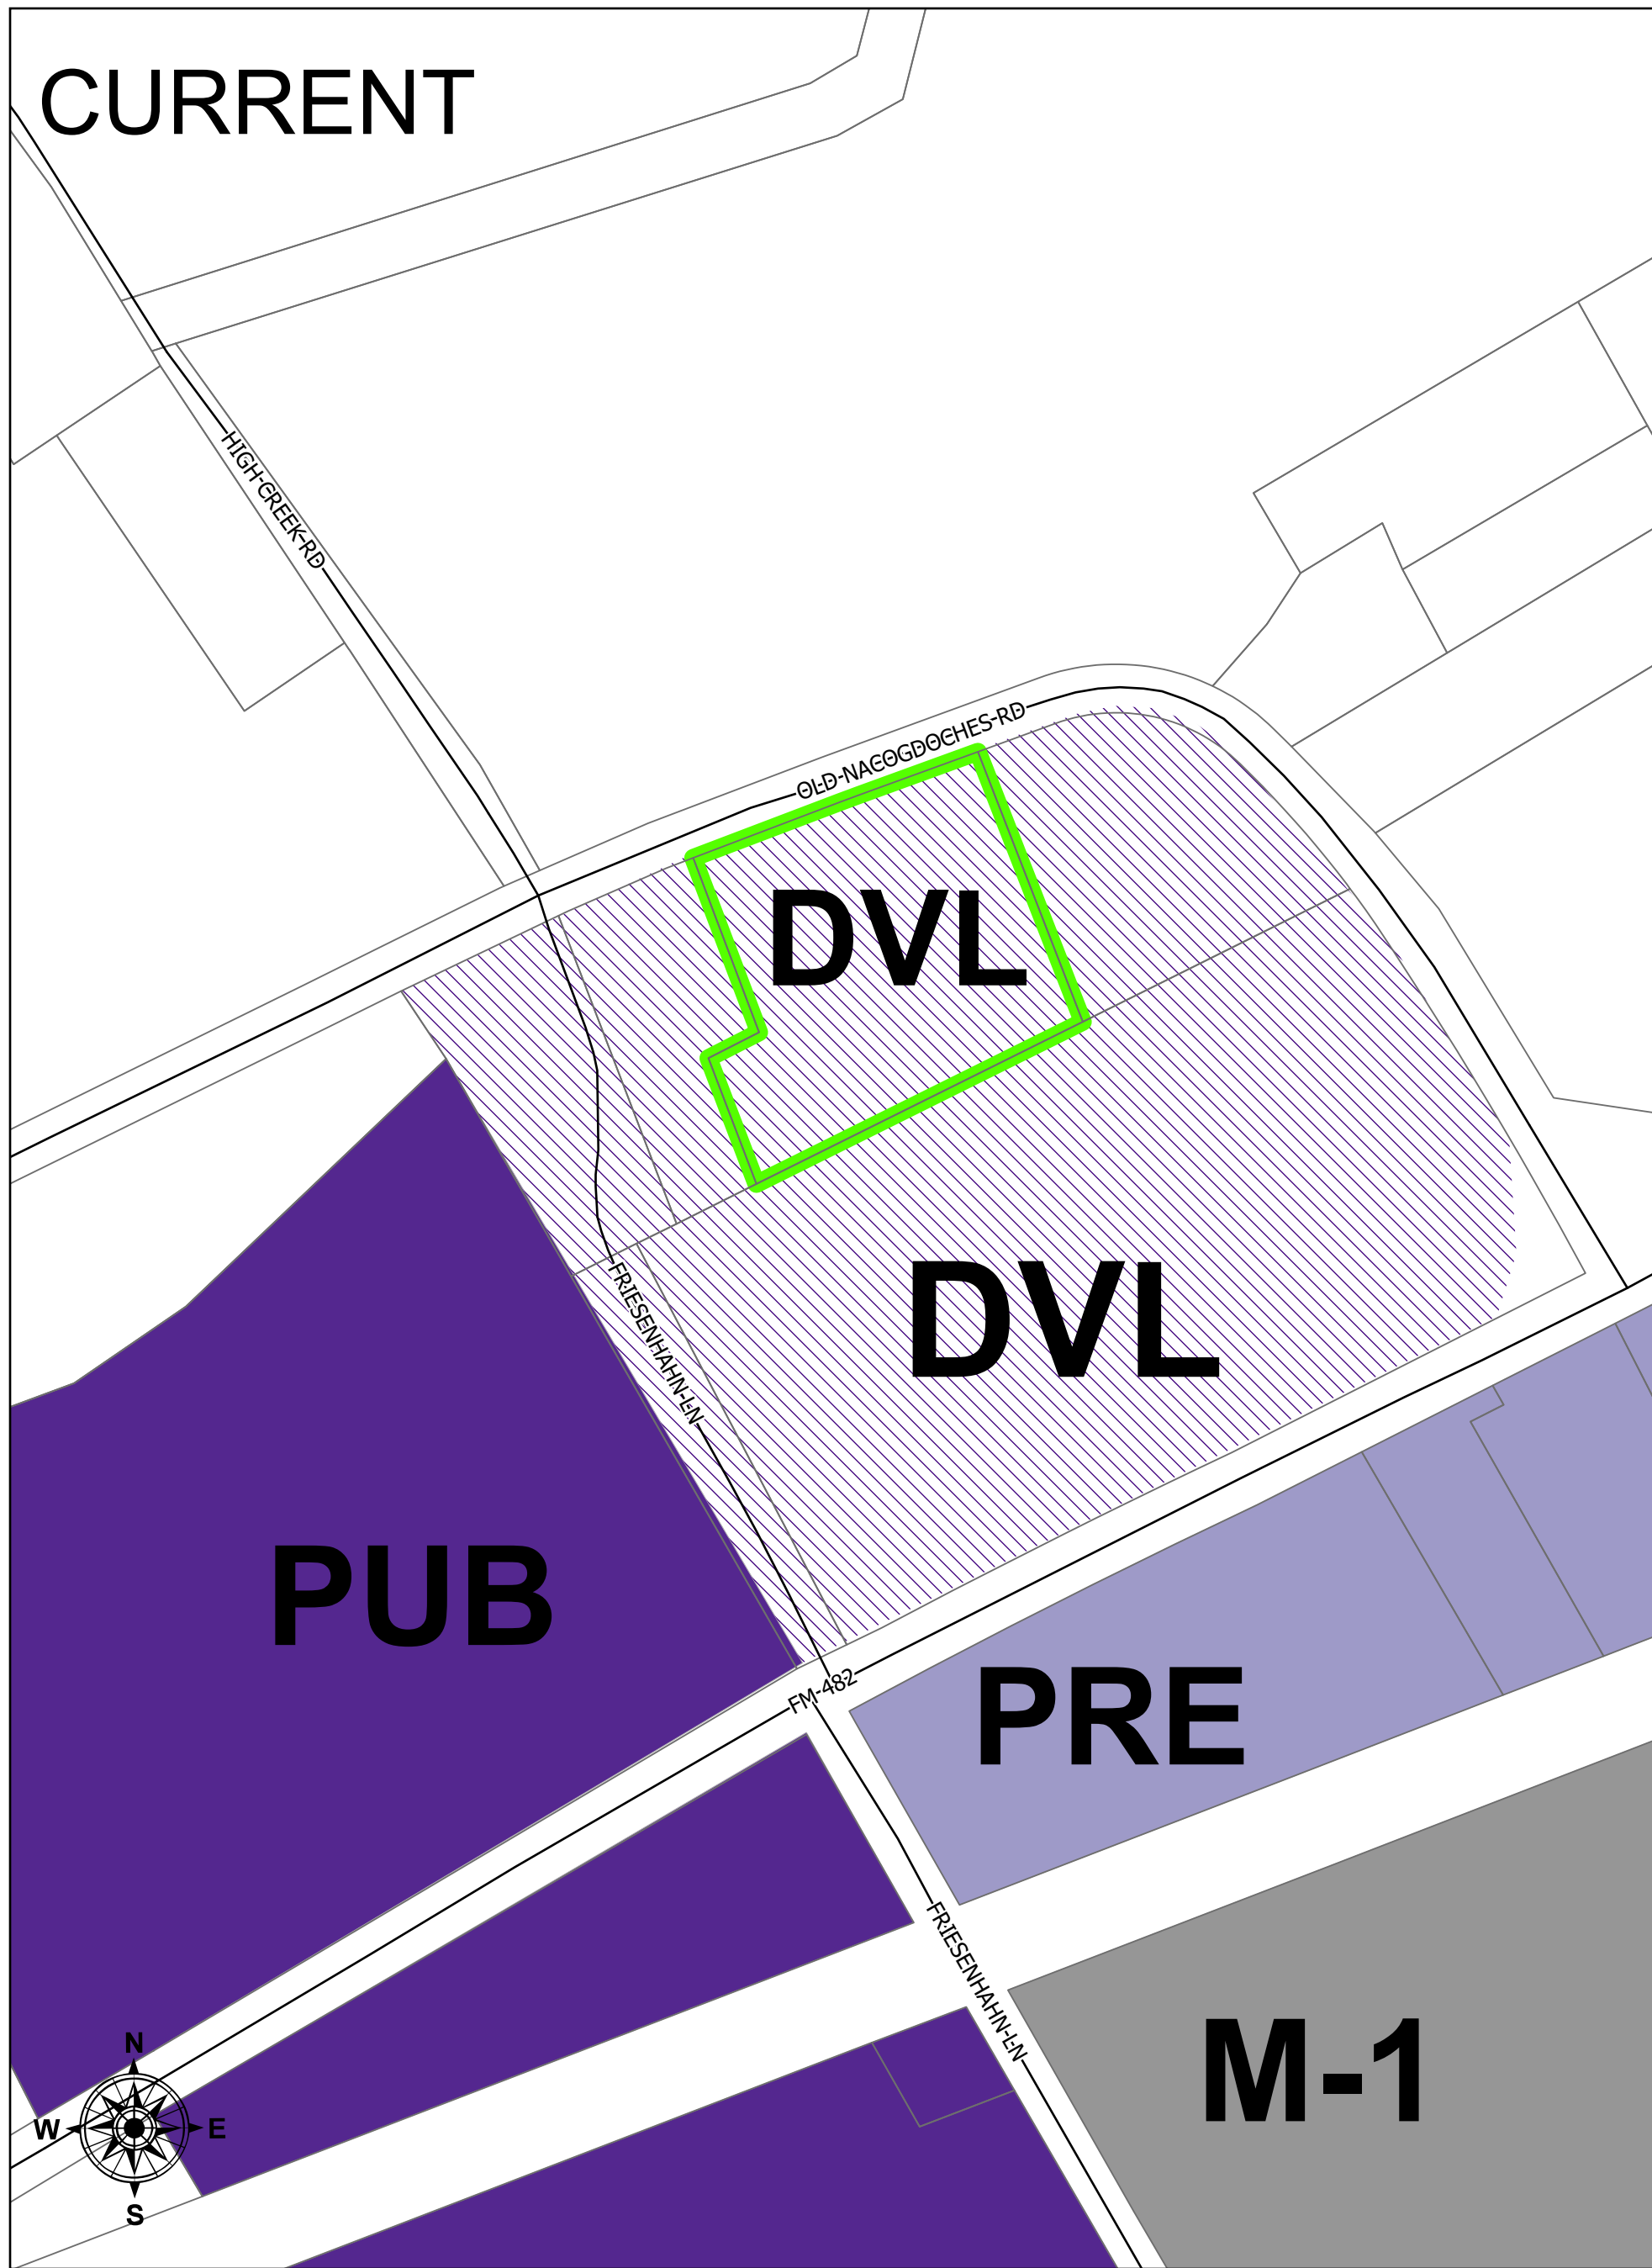 CURRENT
HIGH-CREEK-RD
OLD-NACOGDOCHES-RD
DVL
DVL
FRIESENHAHN-LN
PUB
FM-482
PRE
FRIESENHAHN-LN
M-1
N
W E
S